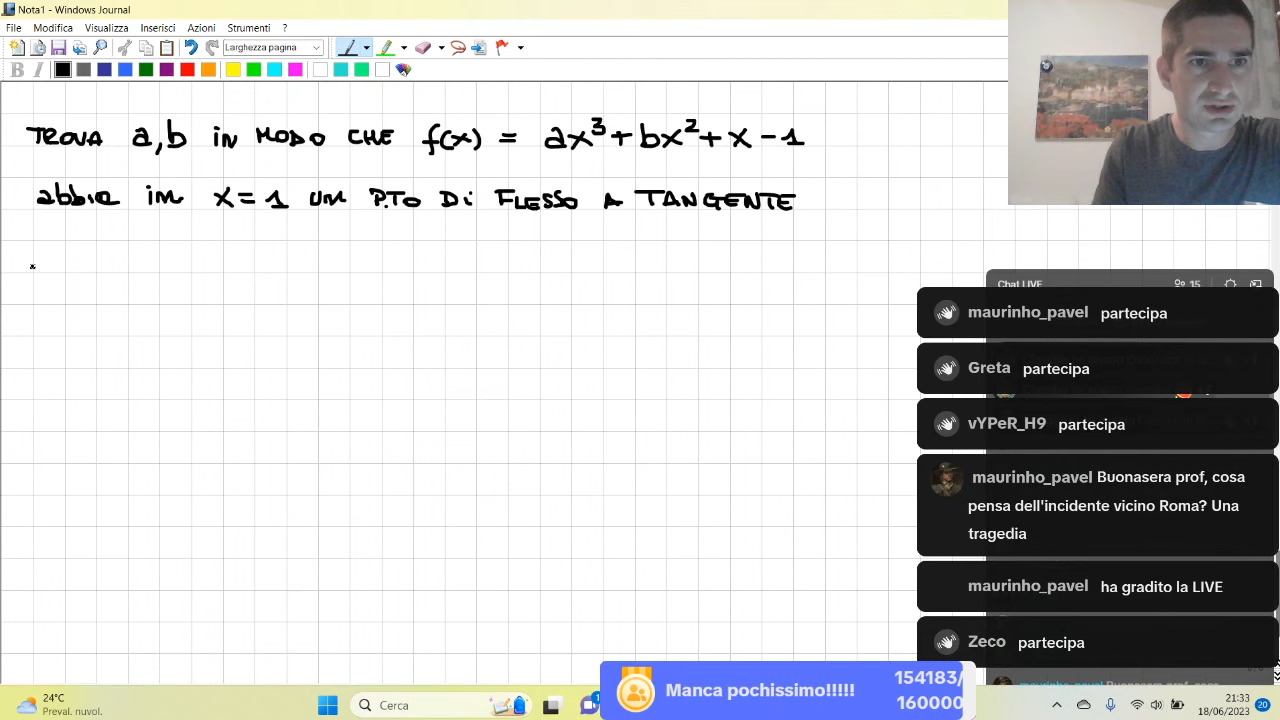 Nota1 - Windows Journal
File Modifica Visualizza Inserisci Azioni Strumenti ?
Larghezza pagina
B I
TROVA a,b in MODO CHE f(x) = ax³ + bx² + x - 1
abbia in x = 1 un P.TO Di FLESSO A TANGENTE
Chat LIVE 15
maurinho_pavel partecipa
Greta partecipa
vYPeR_H9 partecipa
maurinho_pavel Buonasera prof, cosa
pensa dell'incidente vicino Roma? Una
tragedia
maurinho_pavel ha gradito la LIVE
Zeco partecipa
Manca pochissimo!!!!!
154183/
160000
24°C
Preval. nuvol.
Cerca
21:33
18/06/2023
20